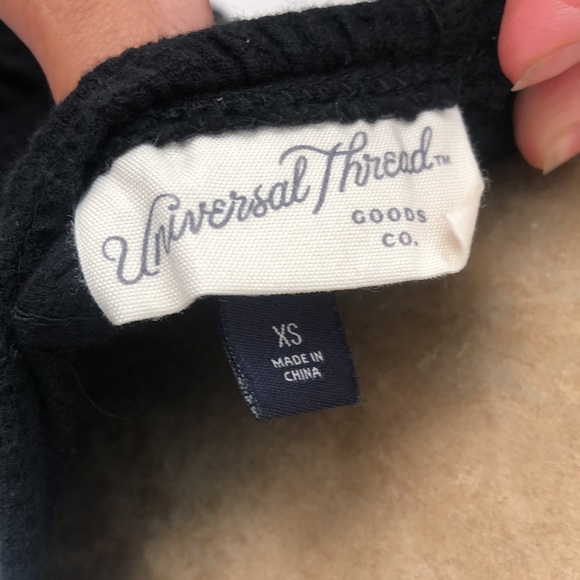 Universal Thread™
GOODS
CO.
XS
MADE IN
CHINA